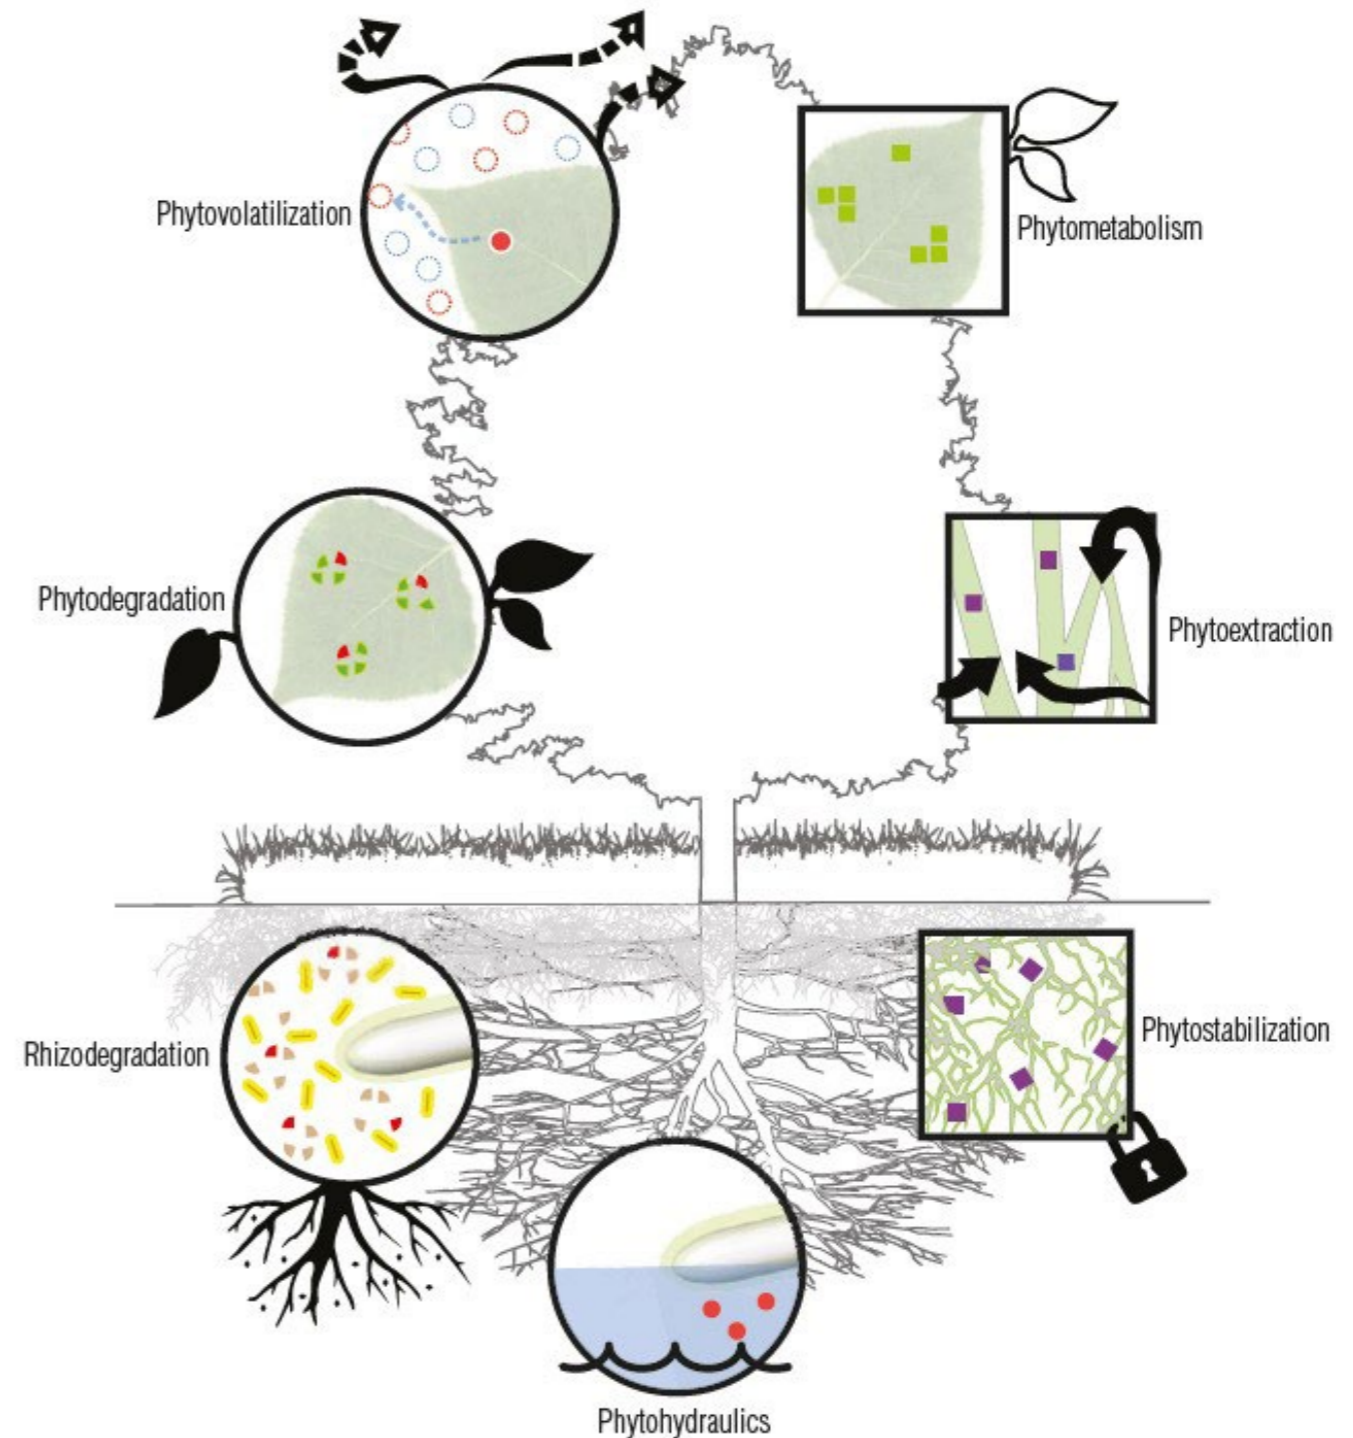 Phytovolatilization
Phytometabolism
Phytodegradation
Phytoextraction
Rhizodegradation
Phytostabilization
Phytohydraulics